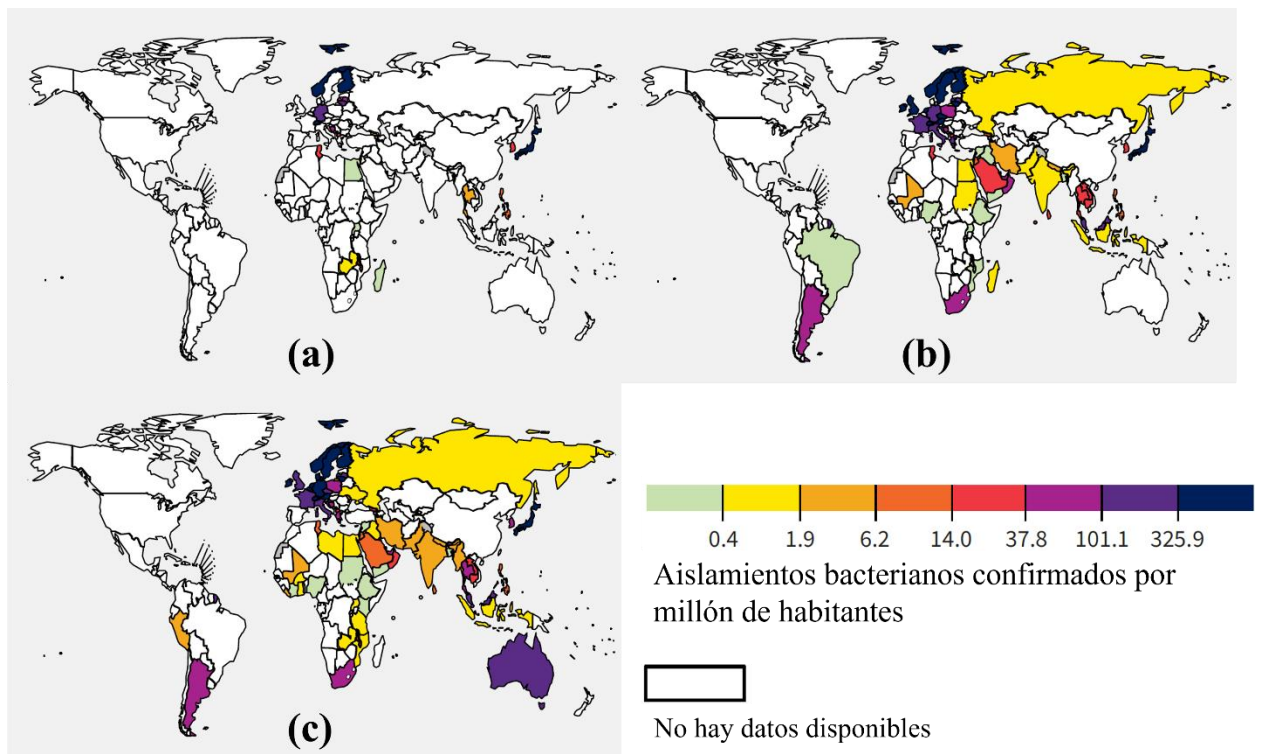 (a)
(b)
(c)
0.4 1.9 6.2 14.0 37.8 101.1 325.9
Aislamientos bacterianos confirmados por
millón de habitantes
No hay datos disponibles